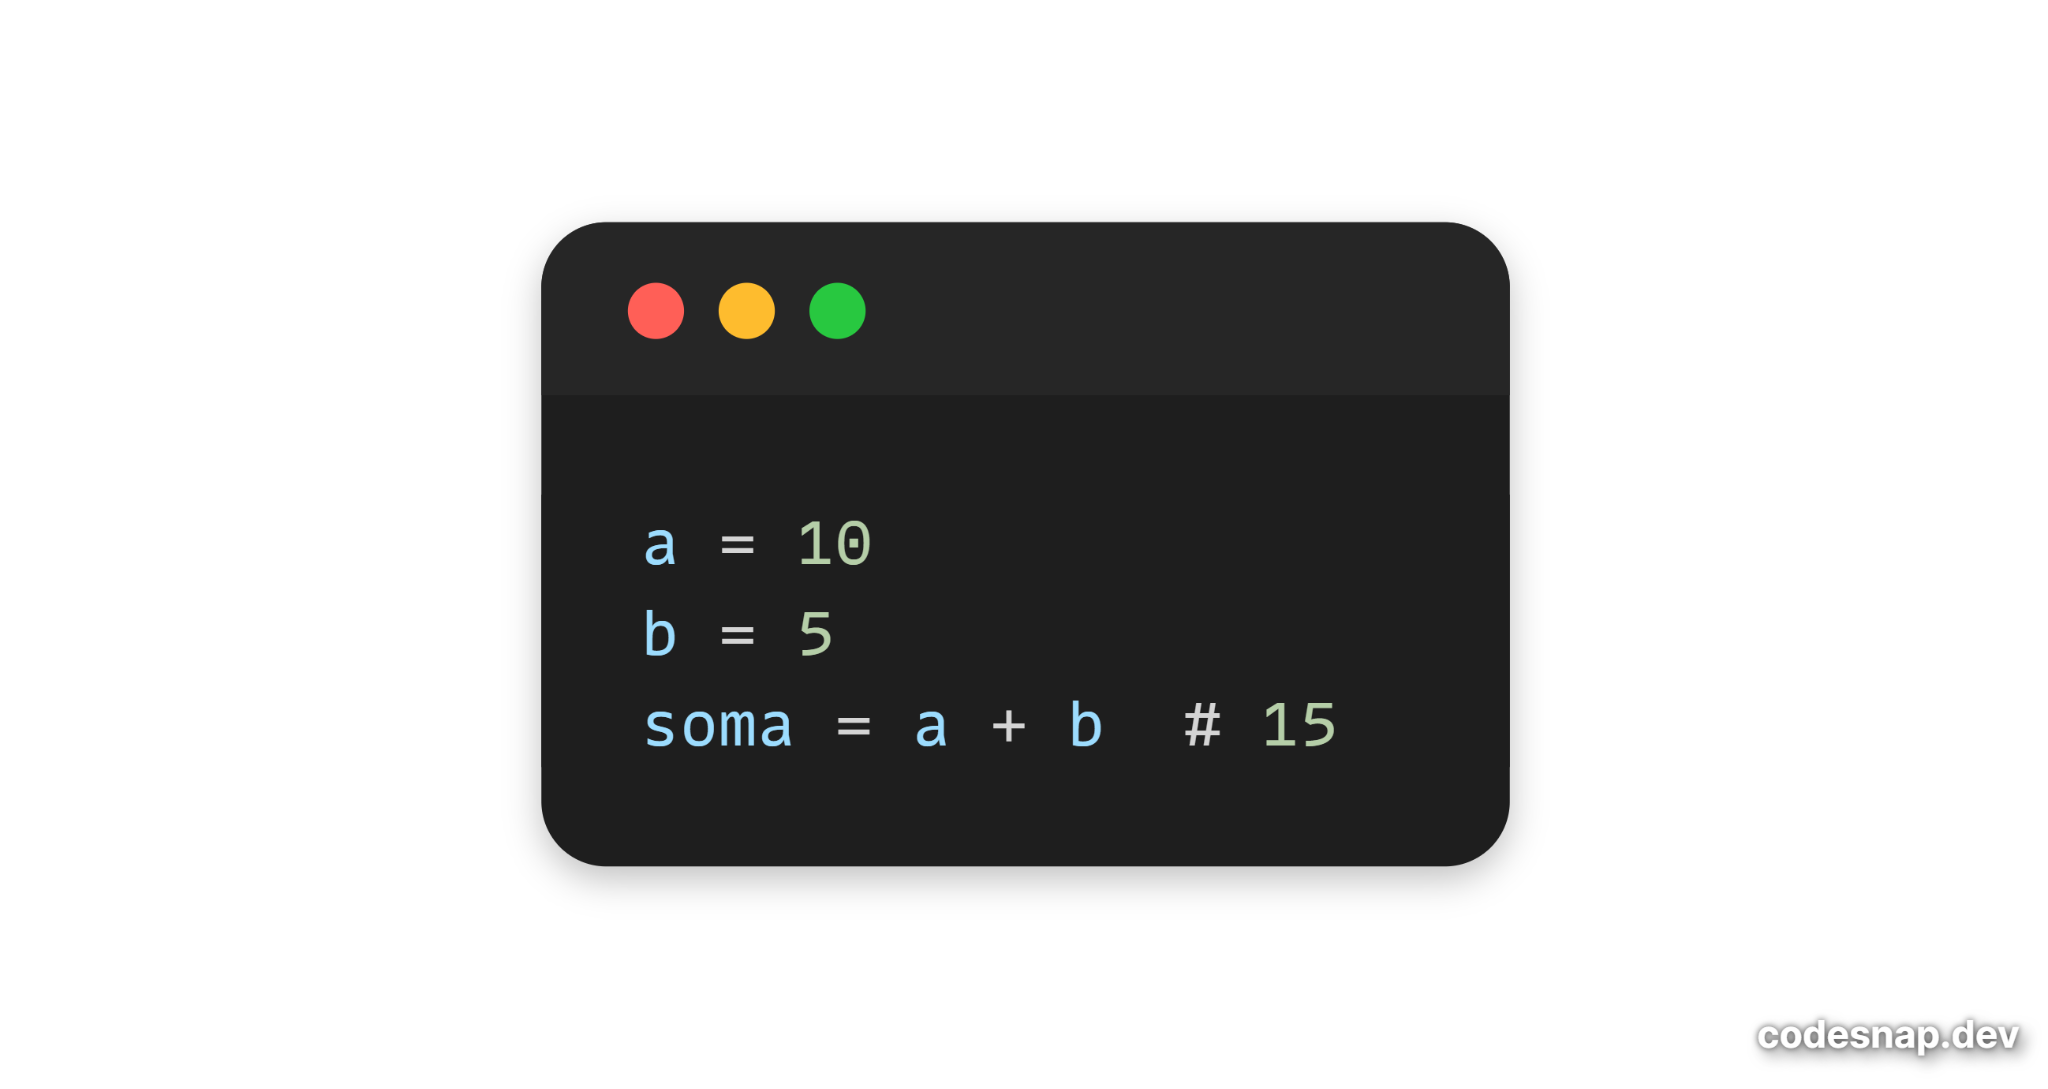 a = 10
b = 5
soma = a + b  # 15
codesnap.dev